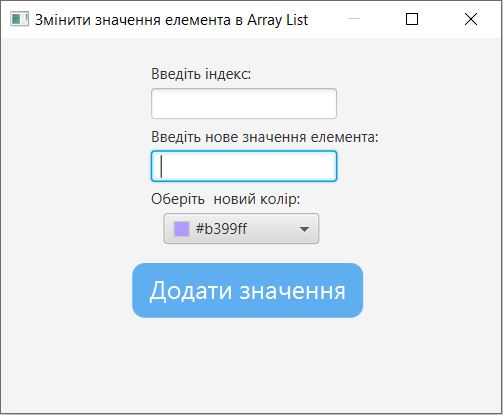 Змінити значення елемента в Array List
Введіть індекс:
Введіть нове значення елемента:
Оберіть  новий колір:
#b399ff
Додати значення